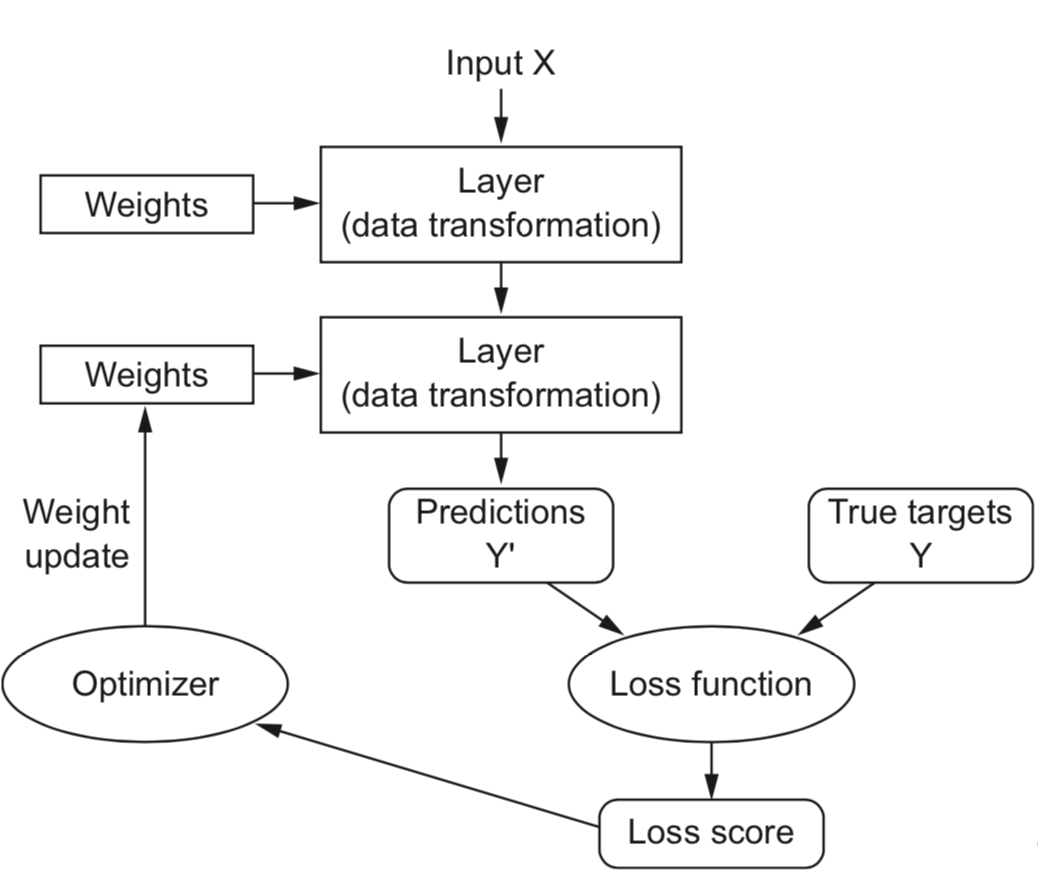 Input X
Weights
Layer
(data transformation)
Weights
Layer
(data transformation)
Weight
update
Predictions
Y'
True targets
Y
Optimizer
Loss function
Loss score